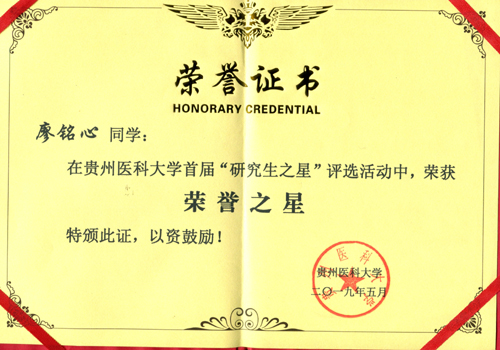 荣誉证书
HONORARY CREDENTIAL
廖铭心 同学：
在贵州医科大学首届“研究生之星”评选活动中，荣获
荣誉之星
特颁此证，以资鼓励！
贵州医科大学
二〇一九年五月